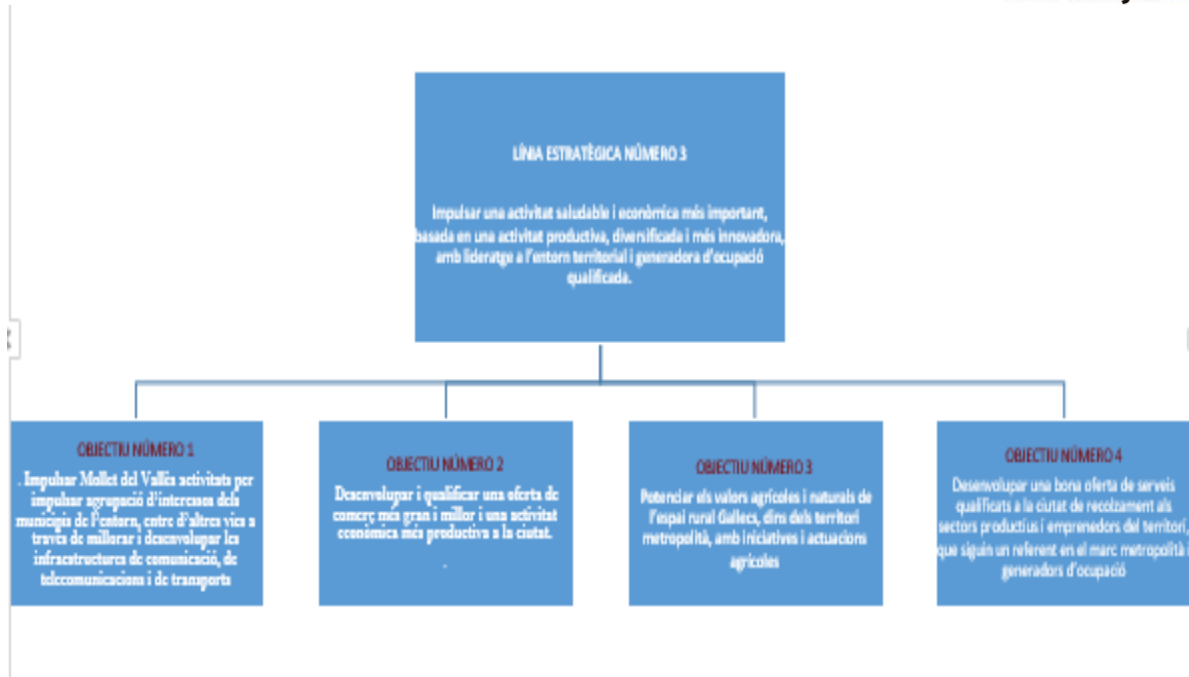 LÍNIA ESTRATÈGICA NÚMERO 3
Impulsar una activitat saludable i econòmica més important,
basada en una activitat productiva, diversificada i més innovadora,
amb lideratge a l'entorn territorial i generadora d'ocupació
qualificada.
OBJECTIU NÚMERO 1
. Impulsar Mollet del Vallès activitats per
impulsar agrupació d'interessos dels
municipis de l'entorn, entre d'altres vies a
través de millorar i desenvolupar les
infraestructures de comunicació, de
telecomunicacions i de transports
OBJECTIU NÚMERO 2
Desenvolupar i qualificar una oferta de
comerç més gran i millor i una activitat
econòmica més productiva a la ciutat.
.
OBJECTIU NÚMERO 3
Potenciar els valors agrícoles i naturals de
l'espai rural Gallecs, dins dels territori
metropolità, amb iniciatives i actuacions
agrícoles
OBJECTIU NÚMERO 4
Desenvolupar una bona oferta de serveis
qualificats a la ciutat de recolzament als
sectors productius i emprenedors del territori,
que siguin un referent en el marc metropolità i
generadors d'ocupació